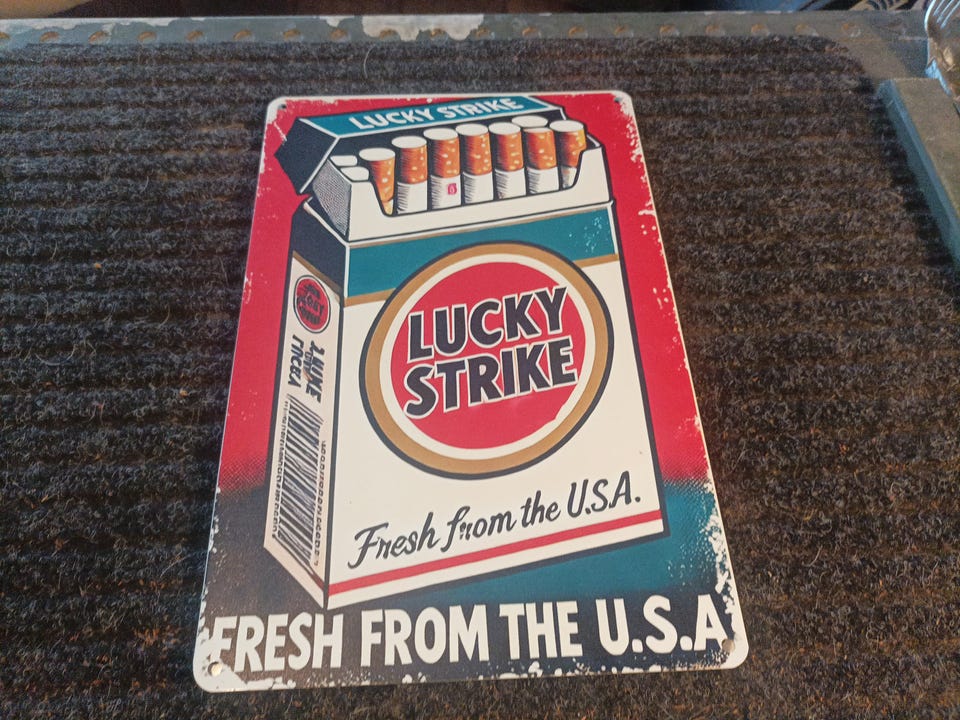 LUCKY STRIKE
LUCKY
STRIKE
Fresh from the U.S.A.
FRESH FROM THE U.S.A